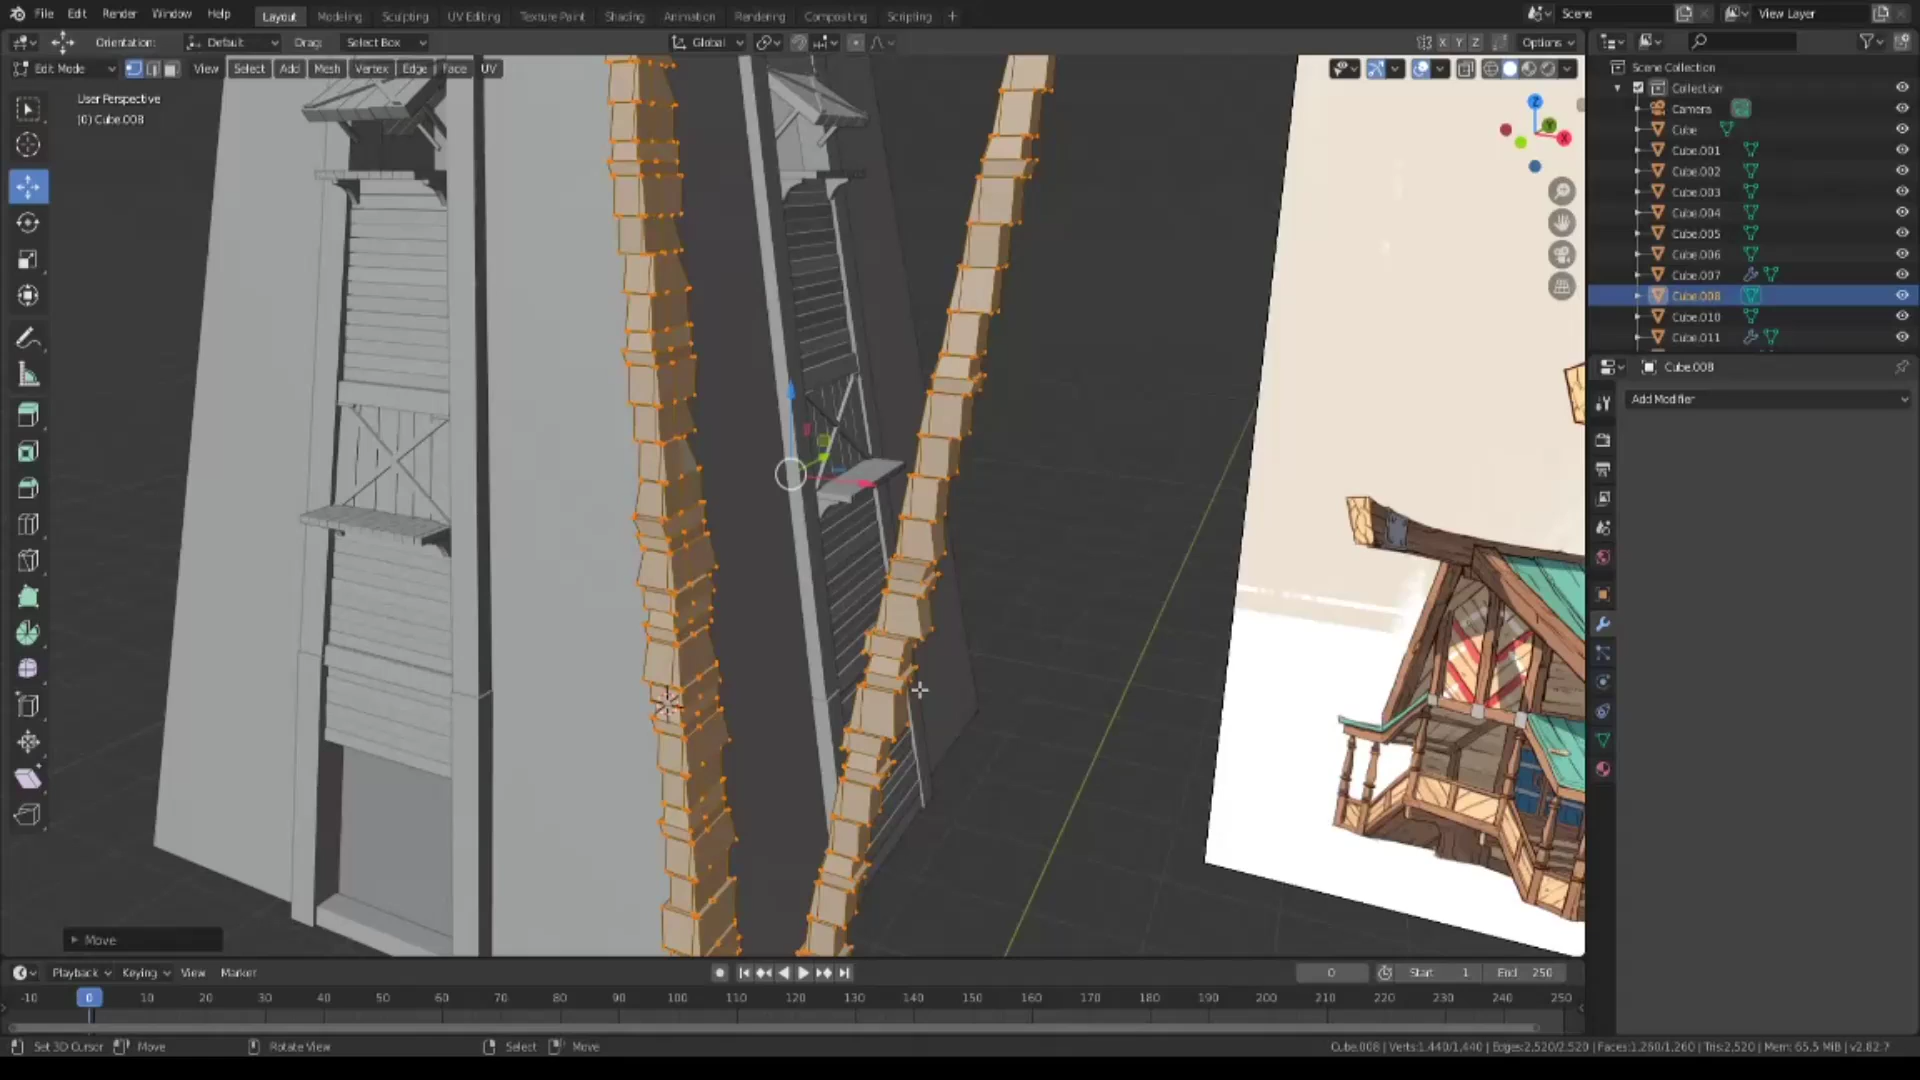 File Edit Render Window Help Layout Modeling Sculpting UV Editing Texture Paint Shading Animation Rendering Compositing Scripting + Scene View Layer
Orientation: Default Drag: Select Box Global X Y Z Options
Edit Mode View Select Add Mesh Vertex Edge Face UV
User Perspective
(0) Cube.008
Z
Y
X
Scene Collection
Collection
Camera
Cube
Cube.001
Cube.002
Cube.003
Cube.004
Cube.005
Cube.006
Cube.007
Cube.008
Cube.010
Cube.011
Cube.008
Add Modifier
Move
Playback Keying View Marker 0 Start 1 End 250
-10 0 10 20 30 40 50 60 70 80 90 100 110 120 130 140 150 160 170 180 190 200 210 220 230 240 250
Set 3D Cursor Move Rotate View Select Move Cube.008 | Verts:1,440/1,440 | Edges:2,520/2,520 | Faces:1,260/1,260 | Tris:2,520 | Mem: 65.5 MiB | v2.82.7